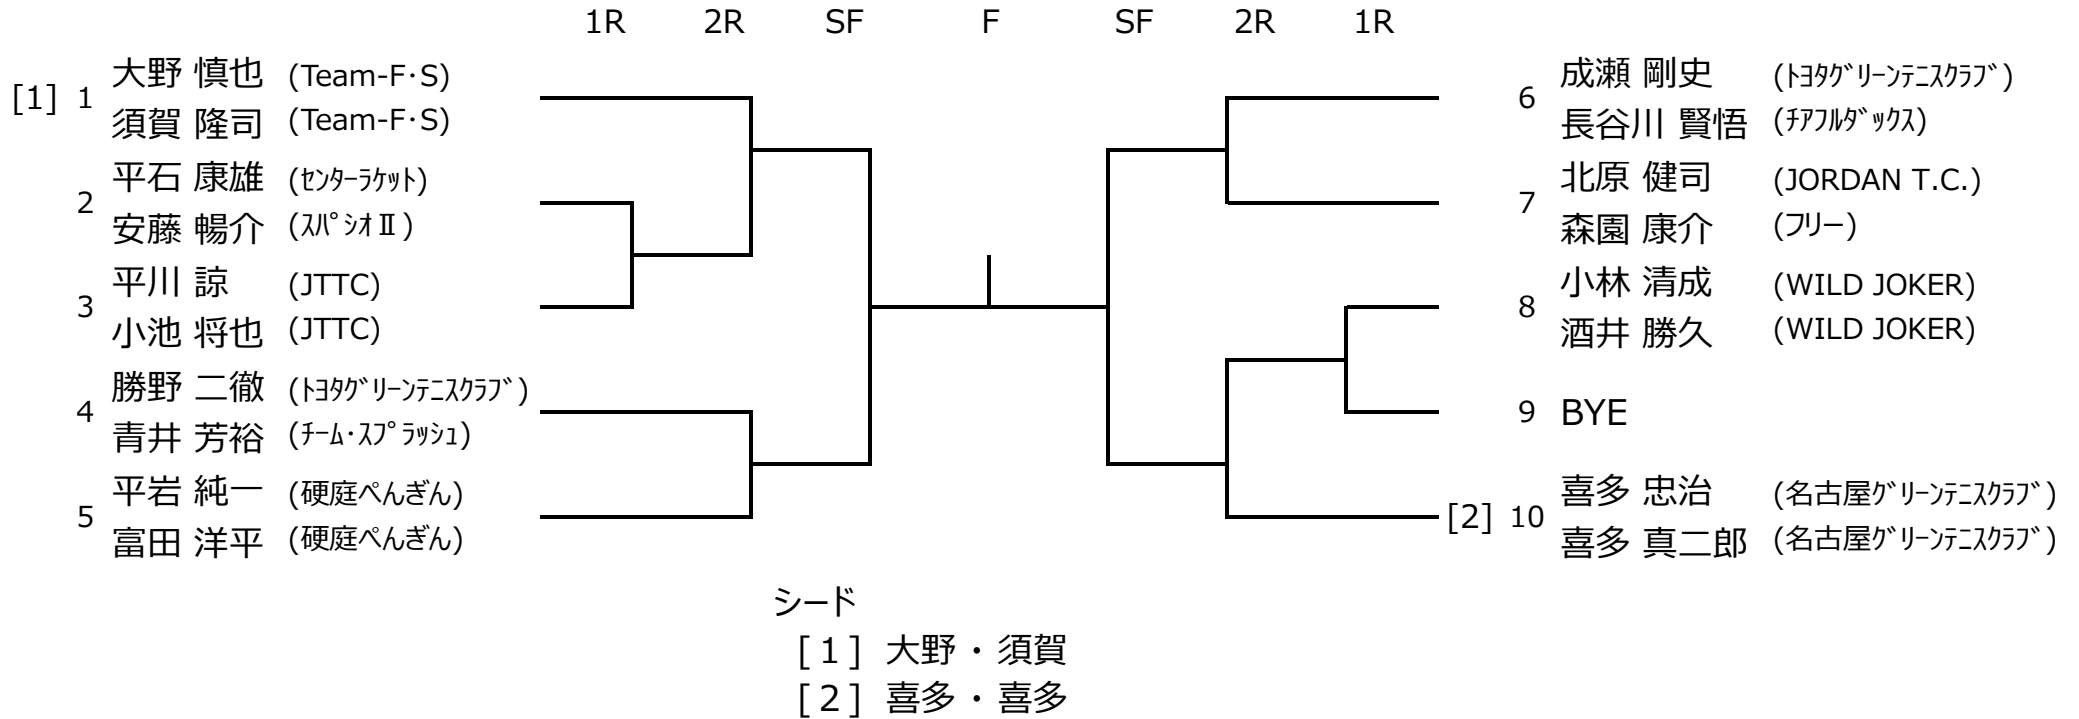 1R 2R SF F SF 2R 1R
[1] 1 大野 慎也 (Team-F･S)
須賀 隆司 (Team-F･S)
2 平石 康雄 (ｾﾝﾀｰﾗｹｯﾄ)
安藤 暢介 (ｽﾊﾟｼｵⅡ)
3 平川 諒 (JTTC)
小池 将也 (JTTC)
4 勝野 二徹 (ﾄﾖﾀｸﾞﾘｰﾝﾃﾆｽｸﾗﾌﾞ)
青井 芳裕 (ﾁｰﾑ･ｽﾌﾟﾗｯｼｭ)
5 平岩 純一 (硬庭ぺんぎん)
富田 洋平 (硬庭ぺんぎん)
6 成瀬 剛史 (ﾄﾖﾀｸﾞﾘｰﾝﾃﾆｽｸﾗﾌﾞ)
長谷川 賢悟 (ﾁｱﾌﾙﾀﾞｯｸｽ)
7 北原 健司 (JORDAN T.C.)
森園 康介 (フリー)
8 小林 清成 (WILD JOKER)
酒井 勝久 (WILD JOKER)
9 BYE
[2] 10 喜多 忠治 (名古屋ｸﾞﾘｰﾝﾃﾆｽｸﾗﾌﾞ)
喜多 真二郎 (名古屋ｸﾞﾘｰﾝﾃﾆｽｸﾗﾌﾞ)
シード
[１] 大野・須賀
[２] 喜多・喜多